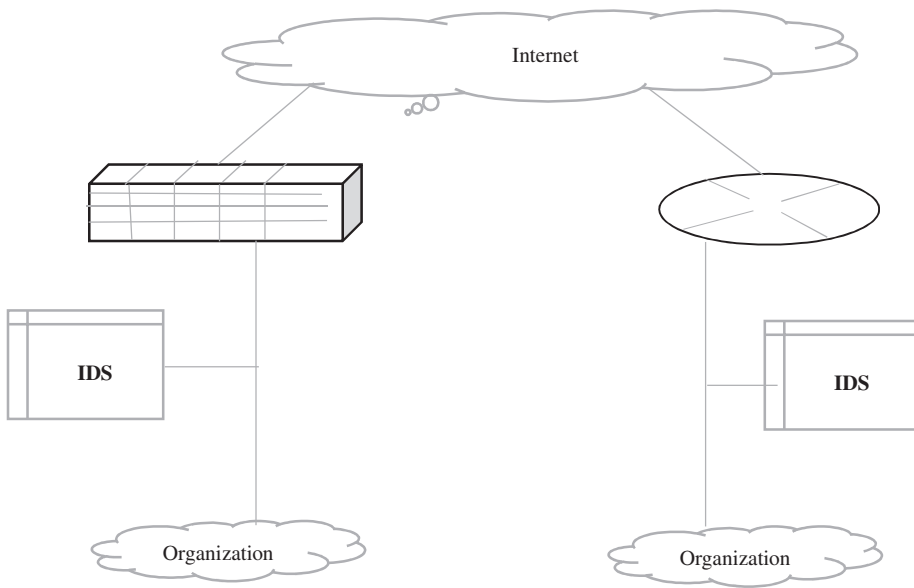 Internet
IDS
IDS
Organization
Organization